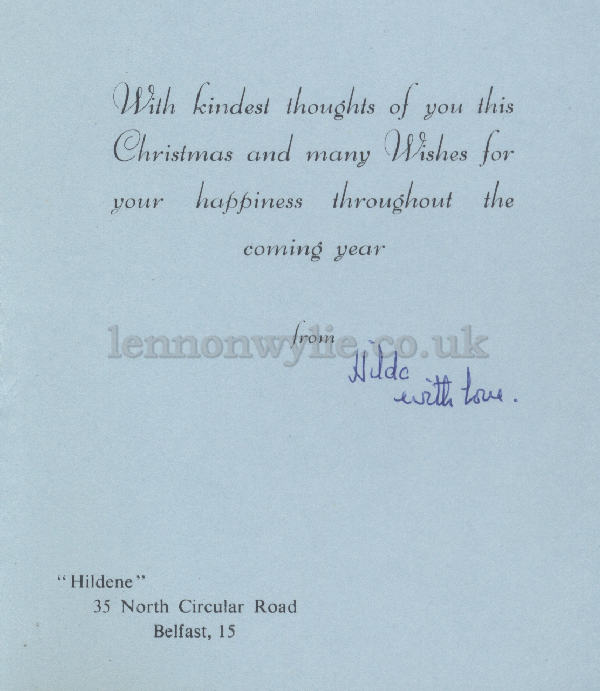 With kindest thoughts of you this
Christmas and many Wishes for
your happiness throughout the
coming year
from
lennonwylie.co.uk
Hilda
with love.
"Hildene"
35 North Circular Road
Belfast, 15